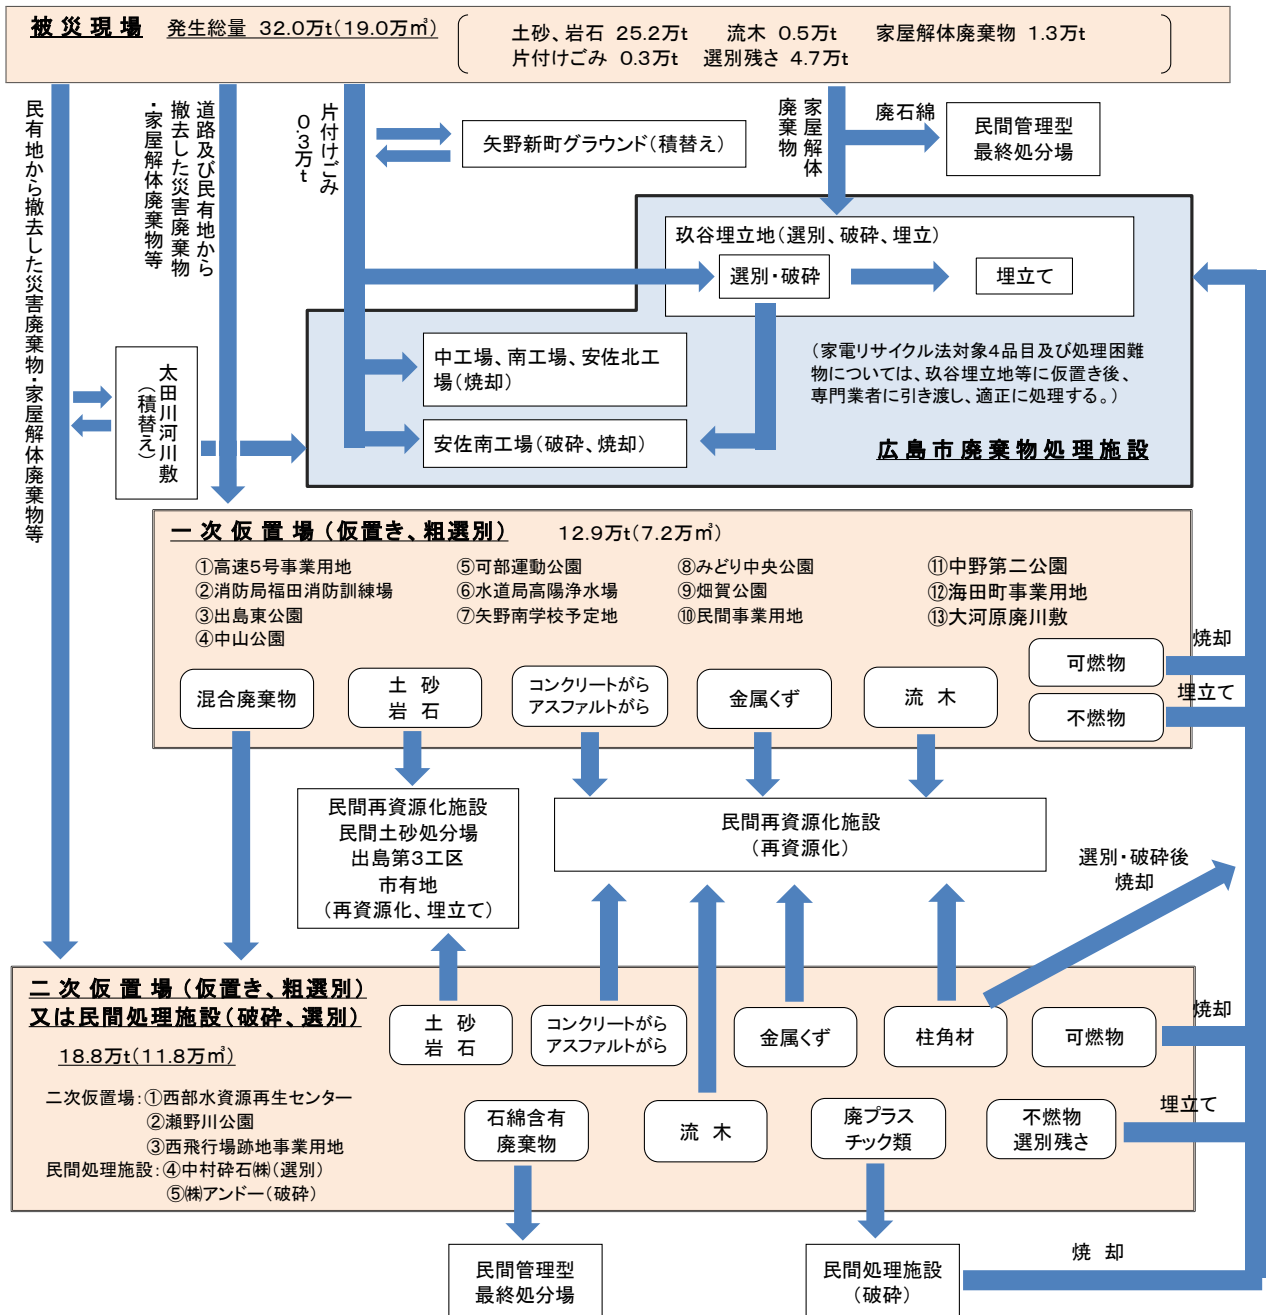 被災現場 発生総量 32.0万t(19.0万㎥)
土砂、岩石 25.2万t 流木 0.5万t 家屋解体廃棄物 1.3万t
片付けごみ 0.3万t 選別残さ 4.7万t
民有地から撤去した災害廃棄物・家屋解体廃棄物等
道路及び民有地から
撤去した災害廃棄物
・家屋解体廃棄物等
片付けごみ
0.3万t
矢野新町グラウンド(積替え)
家屋解体
廃棄物
廃石綿
民間管理型
最終処分場
玖谷埋立地(選別、破砕、埋立)
選別・破砕
埋立て
中工場、南工場、安佐北工
場(焼却)
安佐南工場(破砕、焼却)
(家電リサイクル法対象4品目及び処理困難
物については、玖谷埋立地等に仮置き後、
専門業者に引き渡し、適正に処理する。)
広島市廃棄物処理施設
太田川河川敷
(積替え)
一次仮置場(仮置き、粗選別) 12.9万t(7.2万㎥)
①高速5号事業用地
②消防局福田消防訓練場
③出島東公園
④中山公園
⑤可部運動公園
⑥水道局高陽浄水場
⑦矢野南学校予定地
⑧みどり中央公園
⑨畑賀公園
⑩民間事業用地
⑪中野第二公園
⑫海田町事業用地
⑬大河原廃川敷
混合廃棄物
土 砂
岩 石
コンクリートがら
アスファルトがら
金属くず
流 木
可燃物
不燃物
焼却
埋立て
民間再資源化施設
民間土砂処分場
出島第3工区
市有地
(再資源化、埋立て)
民間再資源化施設
(再資源化)
選別・破砕後
焼却
二次仮置場(仮置き、粗選別)
又は民間処理施設(破砕、選別)
18.8万t(11.8万㎥)
二次仮置場:①西部水資源再生センター
②瀬野川公園
③西飛行場跡地事業用地
民間処理施設:④中村砕石㈱(選別)
⑤㈱アンドー(破砕)
土 砂
岩 石
コンクリートがら
アスファルトがら
金属くず
柱角材
可燃物
焼却
石綿含有
廃棄物
流 木
廃プラス
チック類
不燃物
選別残さ
埋立て
民間管理型
最終処分場
民間処理施設
(破砕)
焼 却